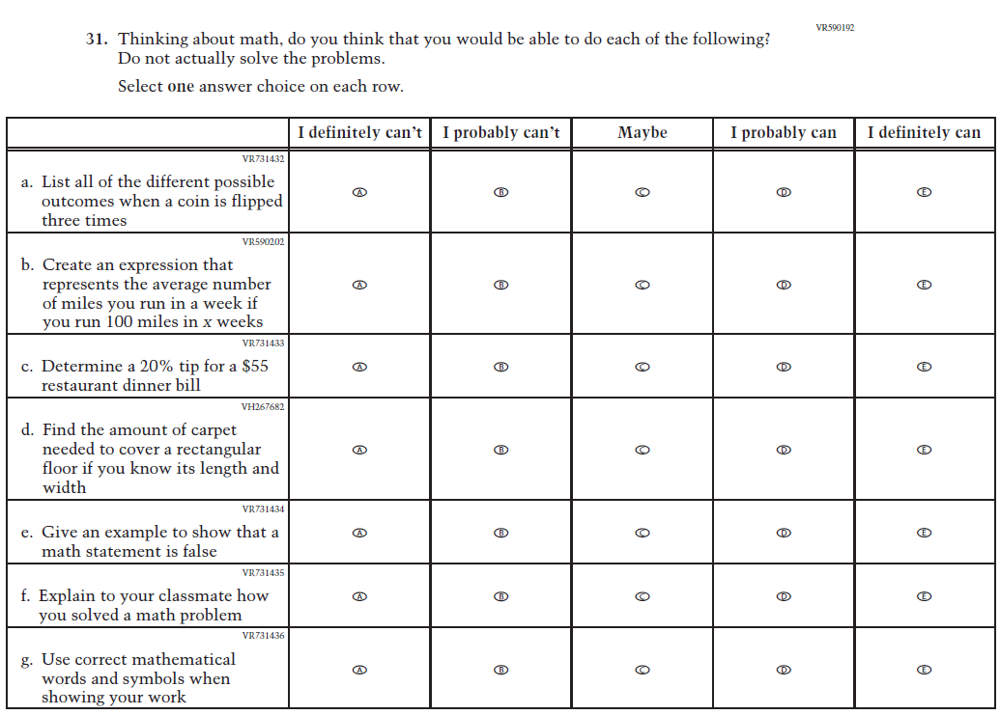 VR590192
31. Thinking about math, do you think that you would be able to do each of the following?
Do not actually solve the problems.
Select one answer choice on each row.
I definitely can't I probably can't Maybe I probably can I definitely can
VR731432
a. List all of the different possible
outcomes when a coin is flipped
three times
A B C D E
VR590202
b. Create an expression that
represents the average number
of miles you run in a week if
you run 100 miles in x weeks
A B C D E
VR731433
c. Determine a 20% tip for a $55
restaurant dinner bill
A B C D E
VH267682
d. Find the amount of carpet
needed to cover a rectangular
floor if you know its length and
width
A B C D E
VR731434
e. Give an example to show that a
math statement is false
A B C D E
VR731435
f. Explain to your classmate how
you solved a math problem
A B C D E
VR731436
g. Use correct mathematical
words and symbols when
showing your work
A B C D E